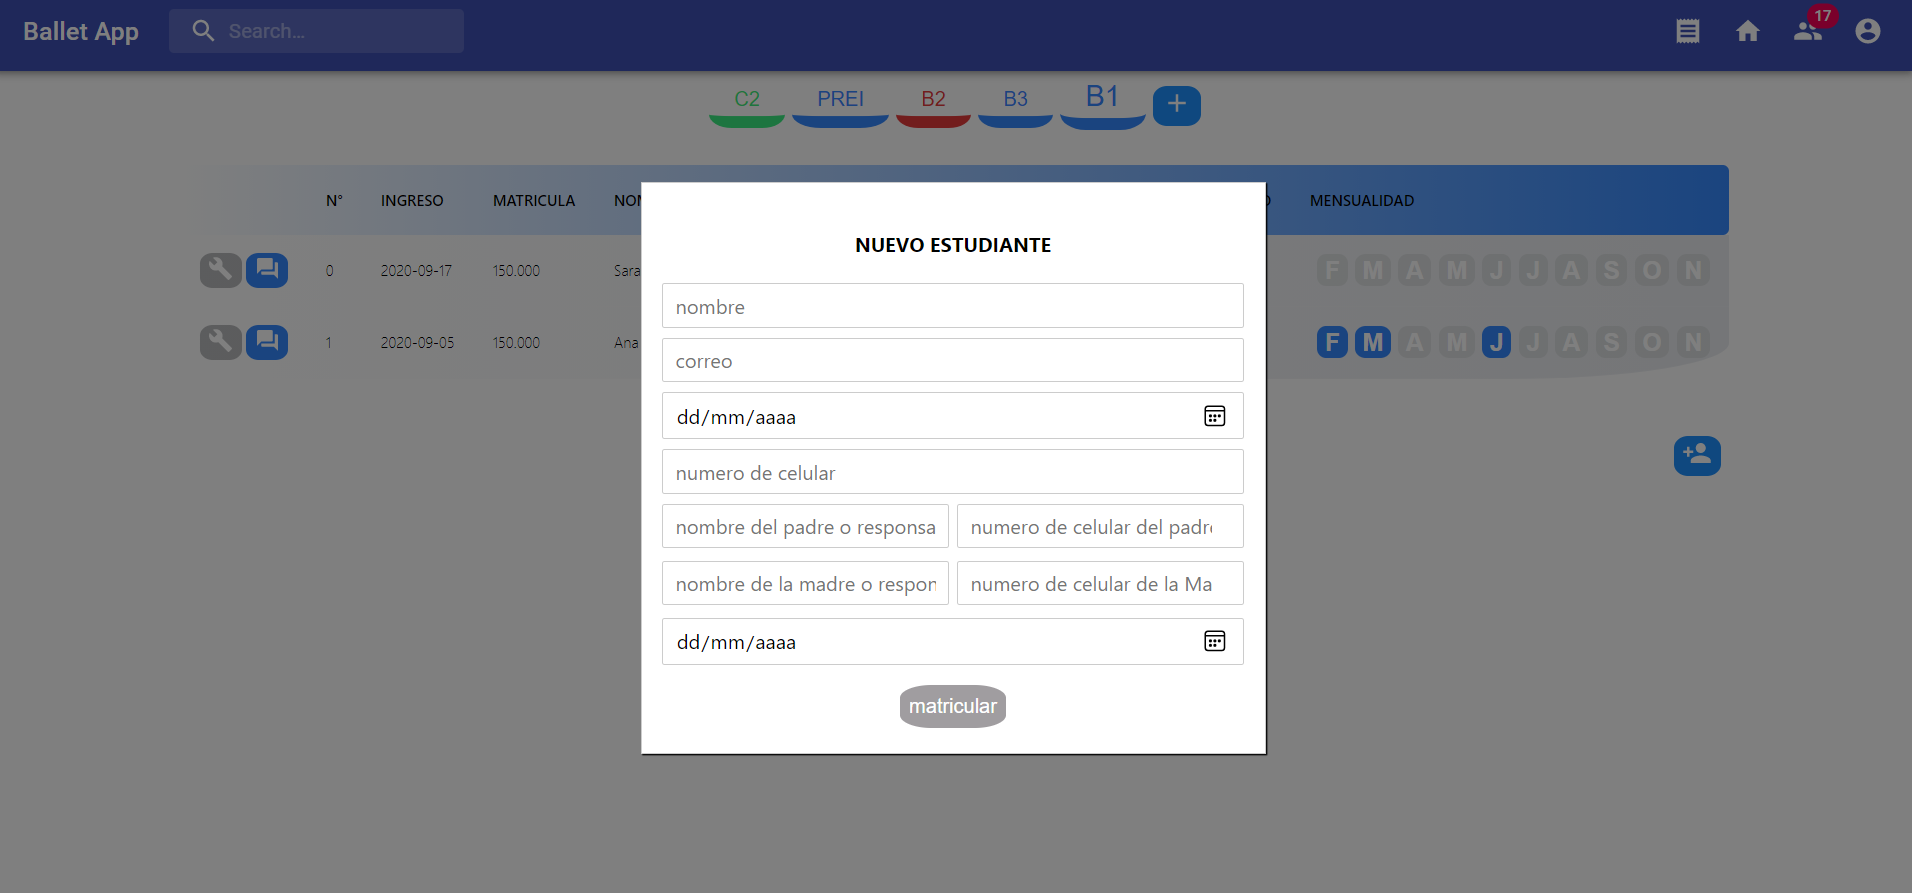 Ballet App
Search...
17
C2 PREI B2 B3 B1 +
N° INGRESO MATRICULA MENSUALIDAD
0 2020-09-17 150.000 Sara F M A M J J A S O N
1 2020-09-05 150.000 Ana F M A M J J A S O N
NUEVO ESTUDIANTE
nombre
correo
dd/mm/aaaa
numero de celular
nombre del padre o responsa numero de celular del padr
nombre de la madre o respon numero de celular de la Ma
dd/mm/aaaa
matricular